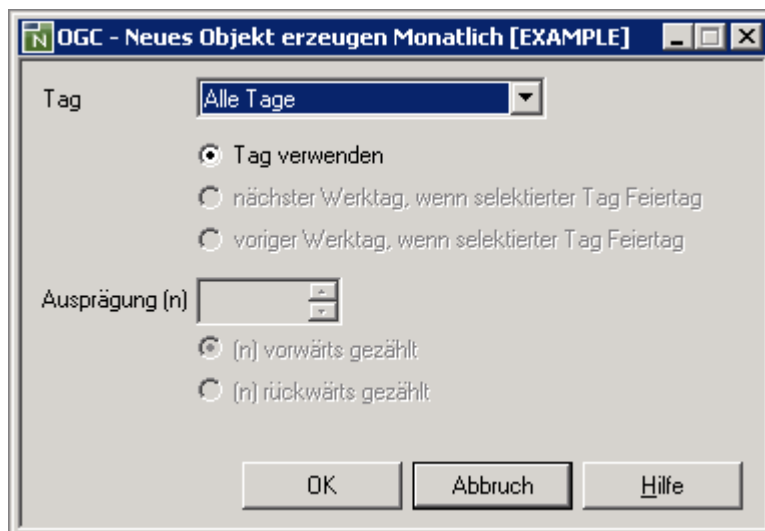 OGC - Neues Objekt erzeugen Monatlich [EXAMPLE]
Tag Alle Tage
Tag verwenden
nächster Werktag, wenn selektierter Tag Feiertag
voriger Werktag, wenn selektierter Tag Feiertag
Ausprägung (n)
(n) vorwärts gezählt
(n) rückwärts gezählt
OK Abbruch Hilfe